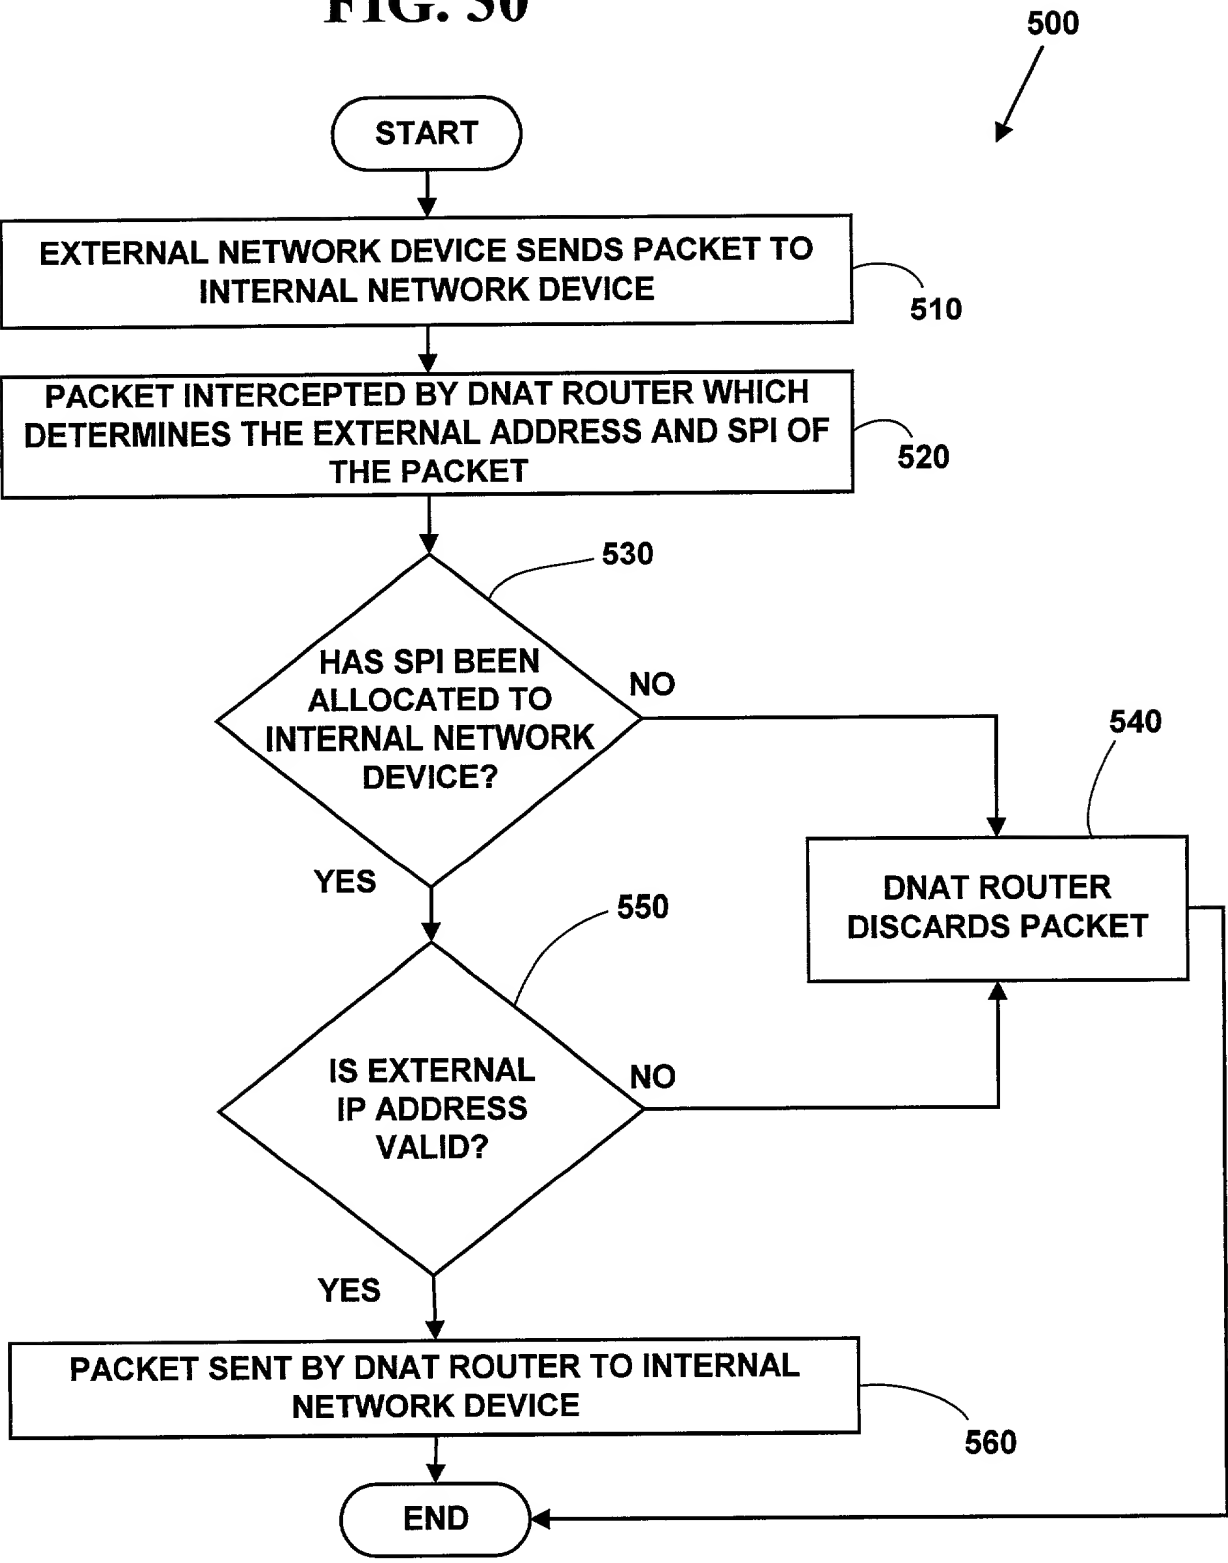 FIG. 30
500
START
EXTERNAL NETWORK DEVICE SENDS PACKET TO
INTERNAL NETWORK DEVICE
510
PACKET INTERCEPTED BY DNAT ROUTER WHICH
DETERMINES THE EXTERNAL ADDRESS AND SPI OF
THE PACKET
520
530
HAS SPI BEEN
ALLOCATED TO
INTERNAL NETWORK
DEVICE?
NO
540
YES
DNAT ROUTER
DISCARDS PACKET
550
IS EXTERNAL
IP ADDRESS
VALID?
NO
YES
PACKET SENT BY DNAT ROUTER TO INTERNAL
NETWORK DEVICE
560
END